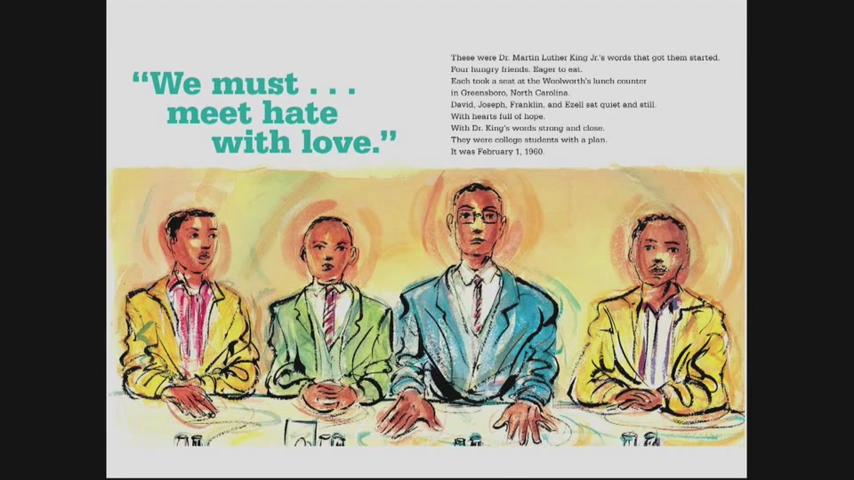 “We must . . .
meet hate
with love.”
These were Dr. Martin Luther King Jr.’s words that got them started.
Four hungry friends. Eager to eat.
Each took a seat at the Woolworth’s lunch counter
in Greensboro, North Carolina.
David, Joseph, Franklin, and Ezell sat quiet and still.
With hearts full of hope.
With Dr. King’s words strong and close.
They were college students with a plan.
It was February 1, 1960.